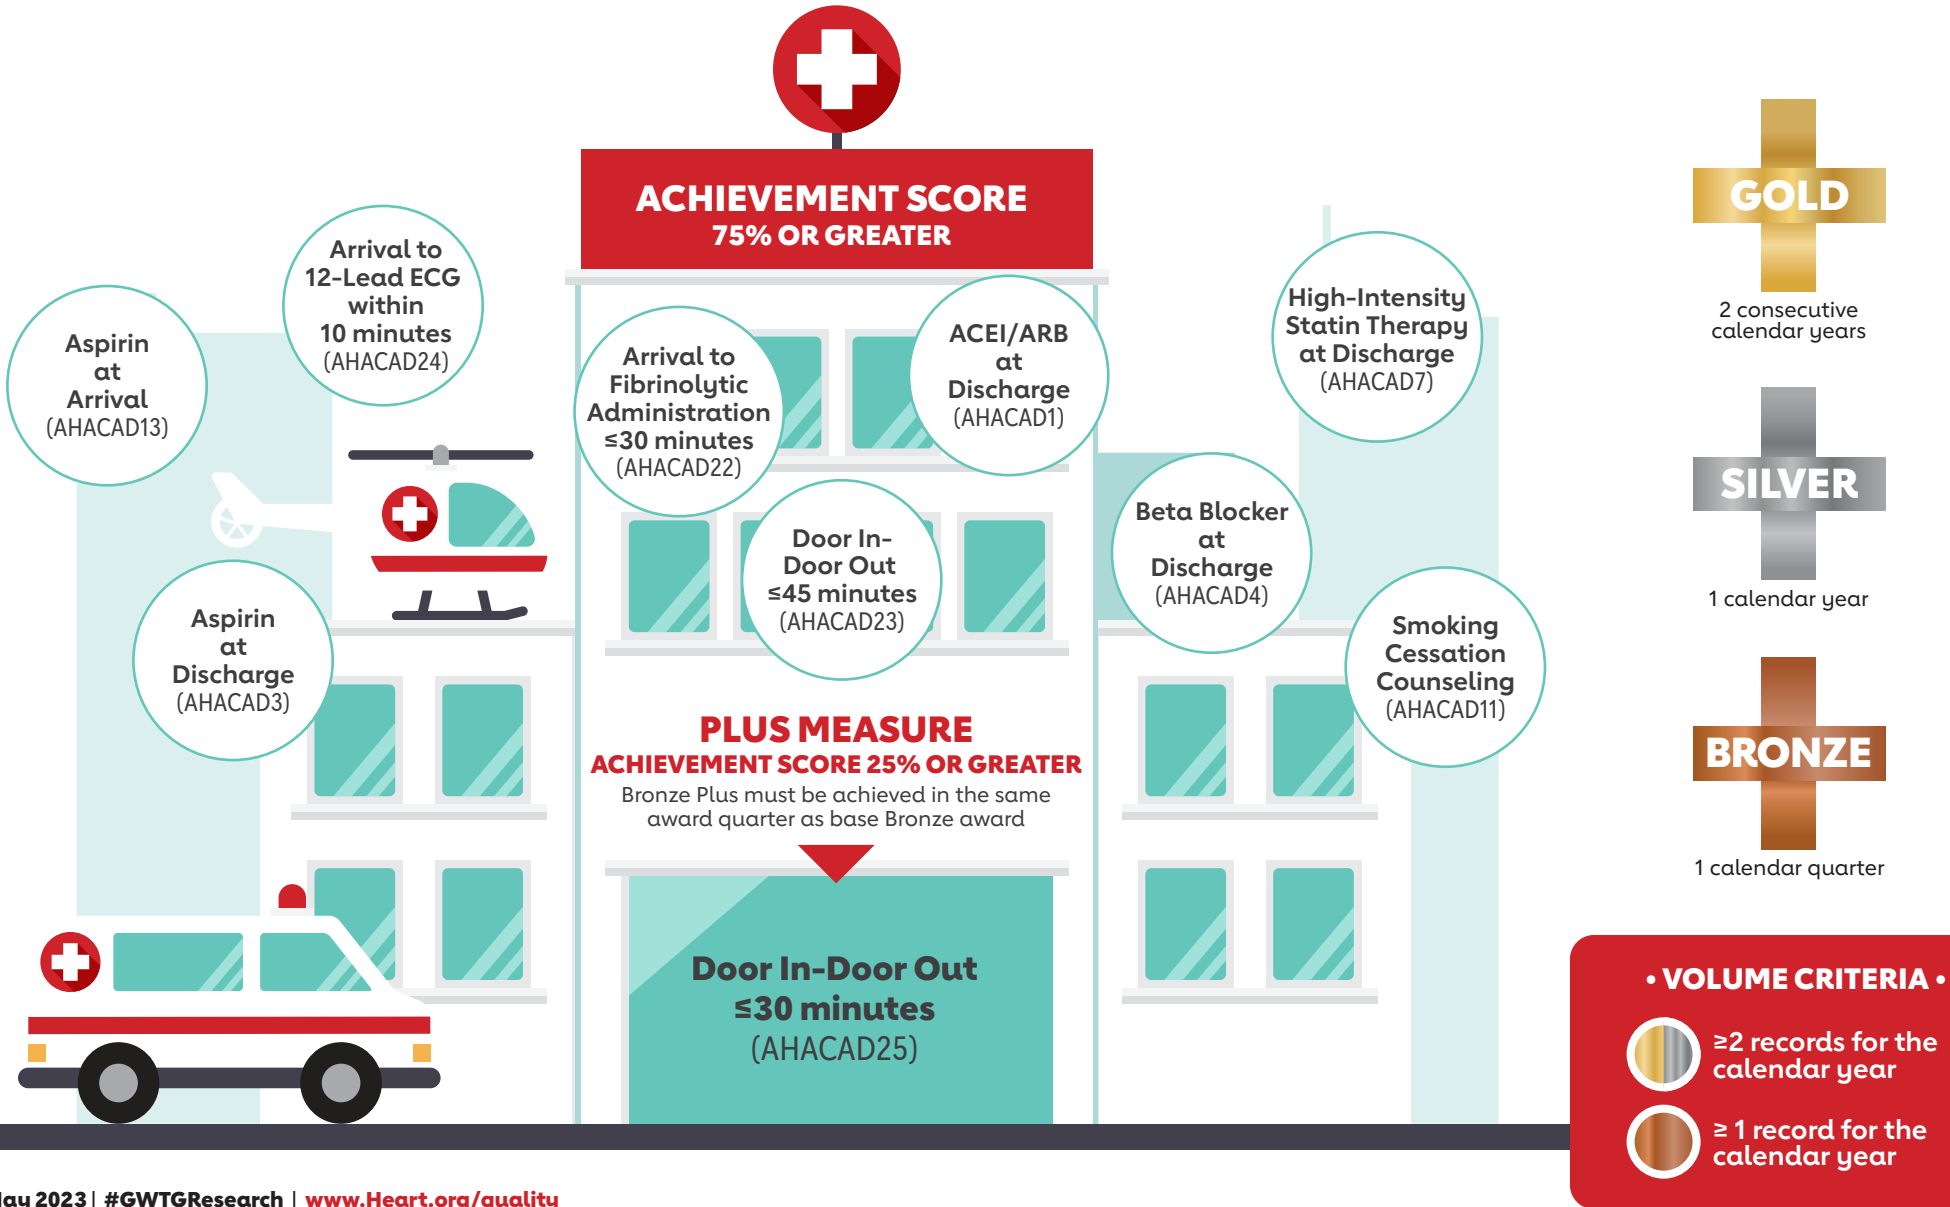 ACHIEVEMENT SCORE
75% OR GREATER
Aspirin
at
Arrival
(AHACAD13)
Arrival to
12-Lead ECG
within
10 minutes
(AHACAD24)
Aspirin
at
Discharge
(AHACAD3)
Arrival to
Fibrinolytic
Administration
≤30 minutes
(AHACAD22)
ACEI/ARB
at
Discharge
(AHACAD1)
Door In-
Door Out
≤45 minutes
(AHACAD23)
High-Intensity
Statin Therapy
at Discharge
(AHACAD7)
Beta Blocker
at
Discharge
(AHACAD4)
Smoking
Cessation
Counseling
(AHACAD11)
PLUS MEASURE
ACHIEVEMENT SCORE 25% OR GREATER
Bronze Plus must be achieved in the same
award quarter as base Bronze award
Door In-Door Out
≤30 minutes
(AHACAD25)
GOLD
2 consecutive
calendar years
SILVER
1 calendar year
BRONZE
1 calendar quarter
• VOLUME CRITERIA •
≥2 records for the
calendar year
≥ 1 record for the
calendar year
2023 | #GWTGResearch | www.Heart.org/quality